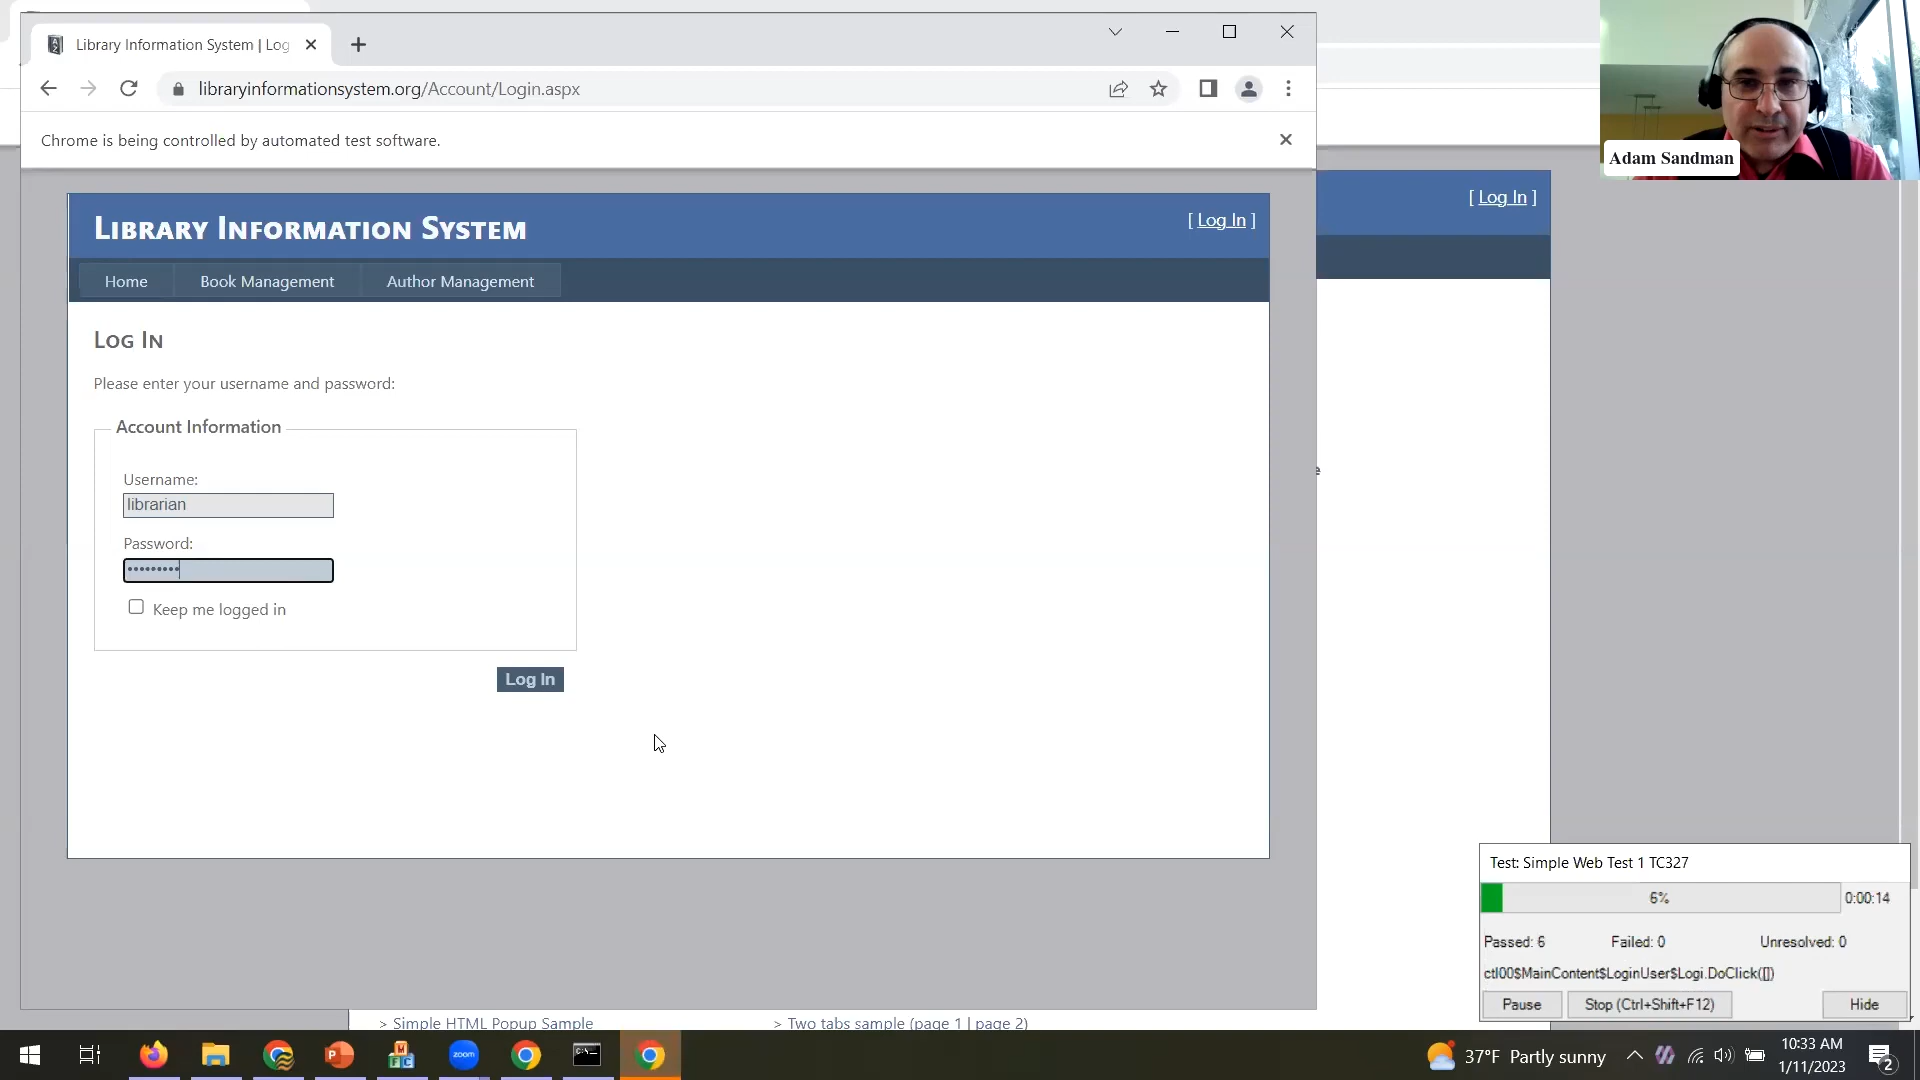 Library Information System | Log
libraryinformationsystem.org/Account/Login.aspx
Chrome is being controlled by automated test software.
Adam Sandman
Library Information System
[ Log In ]
[ Log In ]
Home
Book Management
Author Management
Log In
Please enter your username and password:
Account Information
Username:
librarian
Password:
•••••••••
Keep me logged in
Log In
e
Test: Simple Web Test 1 TC327
6%
0:00:14
Passed: 6
Failed: 0
Unresolved: 0
ctl00$MainContent$LoginUser$Logi.DoClick([])
Pause
Stop (Ctrl+Shift+F12)
Hide
> Simple HTML Popup Sample
> Two tabs sample (page 1 | page 2)
zoom
37°F Partly sunny
10:33 AM
1/11/2023
2